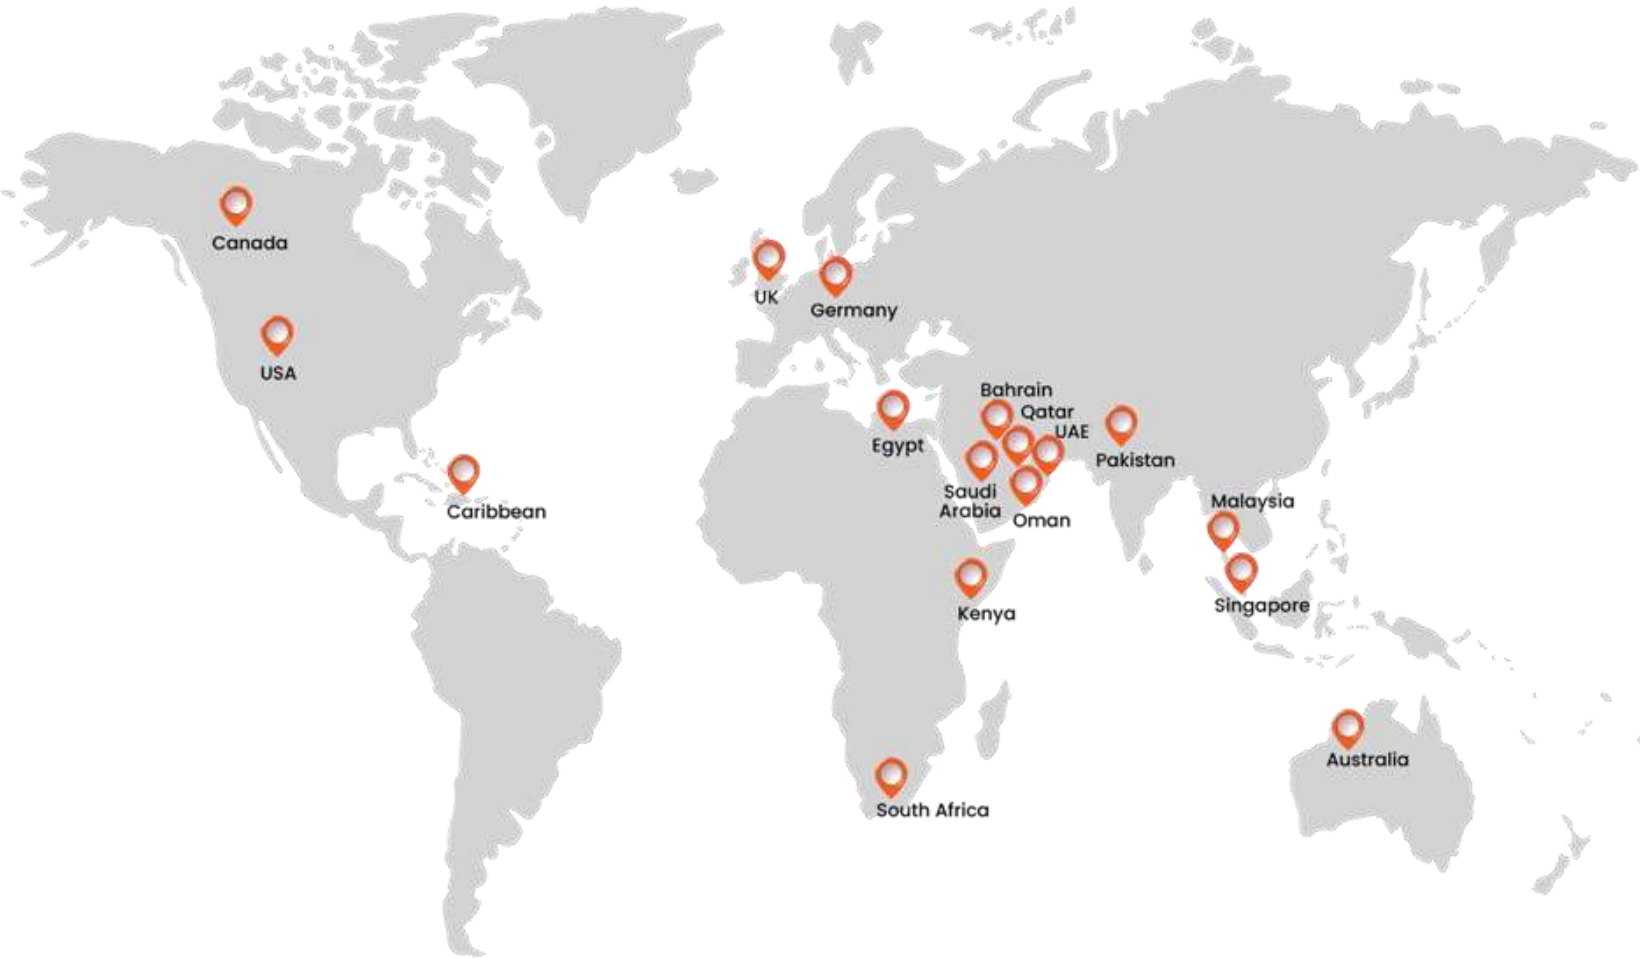 Canada
UK
Germany
USA
Bahrain
Qatar
UAE
Egypt
Pakistan
Saudi
Arabia
Malaysia
Caribbean
Oman
Singapore
Kenya
Australia
South Africa